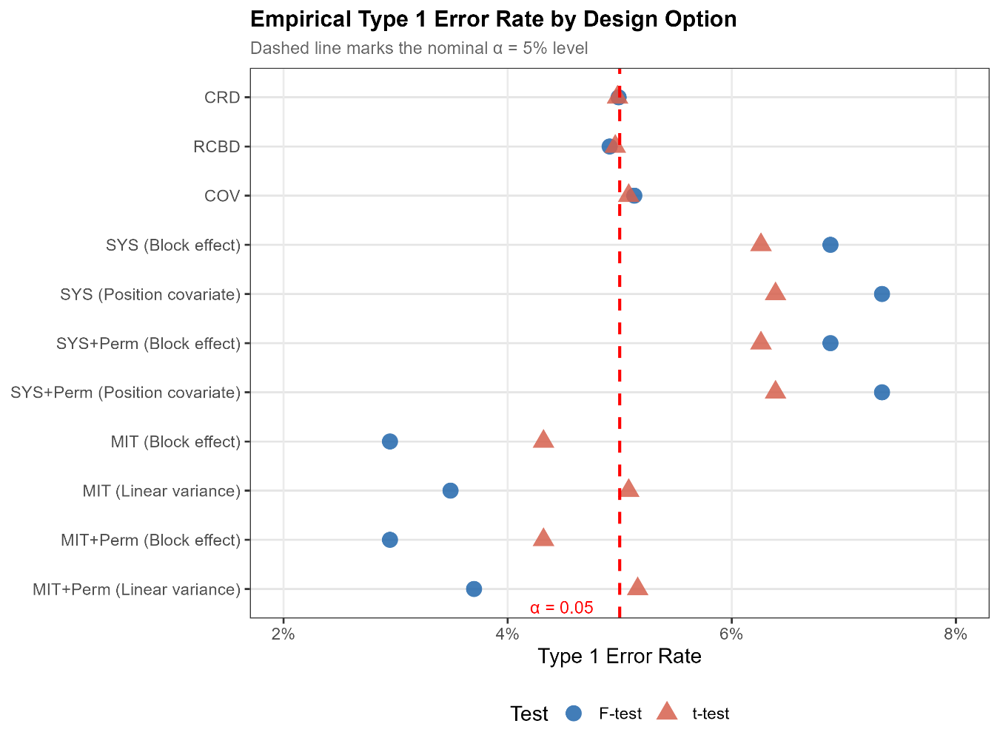 Empirical Type 1 Error Rate by Design Option
Dashed line marks the nominal α = 5% level
CRD
RCBD
COV
SYS (Block effect)
SYS (Position covariate)
SYS+Perm (Block effect)
SYS+Perm (Position covariate)
MIT (Block effect)
MIT (Linear variance)
MIT+Perm (Block effect)
MIT+Perm (Linear variance)
α = 0.05
2% 4% 6% 8%
Type 1 Error Rate
Test F-test t-test